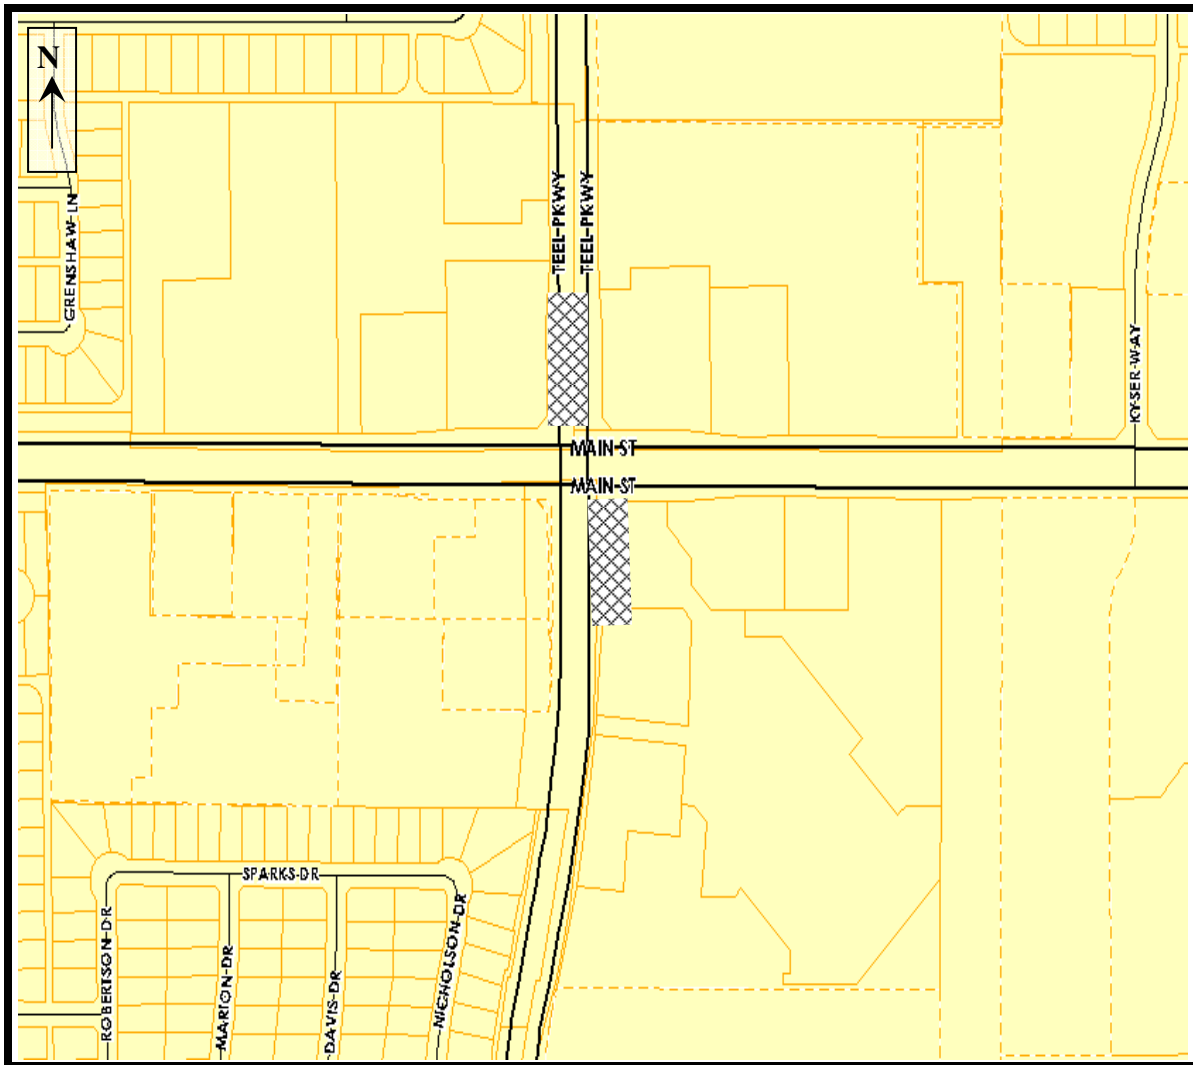 N
GRENSHAW-LN
TEEL-PKWY
TEEL-PKWY
KYSER-WAY
MAIN-ST
MAIN-ST
SPARKS-DR
ROBERTSON-DR
MARION-DR
DAVIS-DR
NICHOLSON-DR